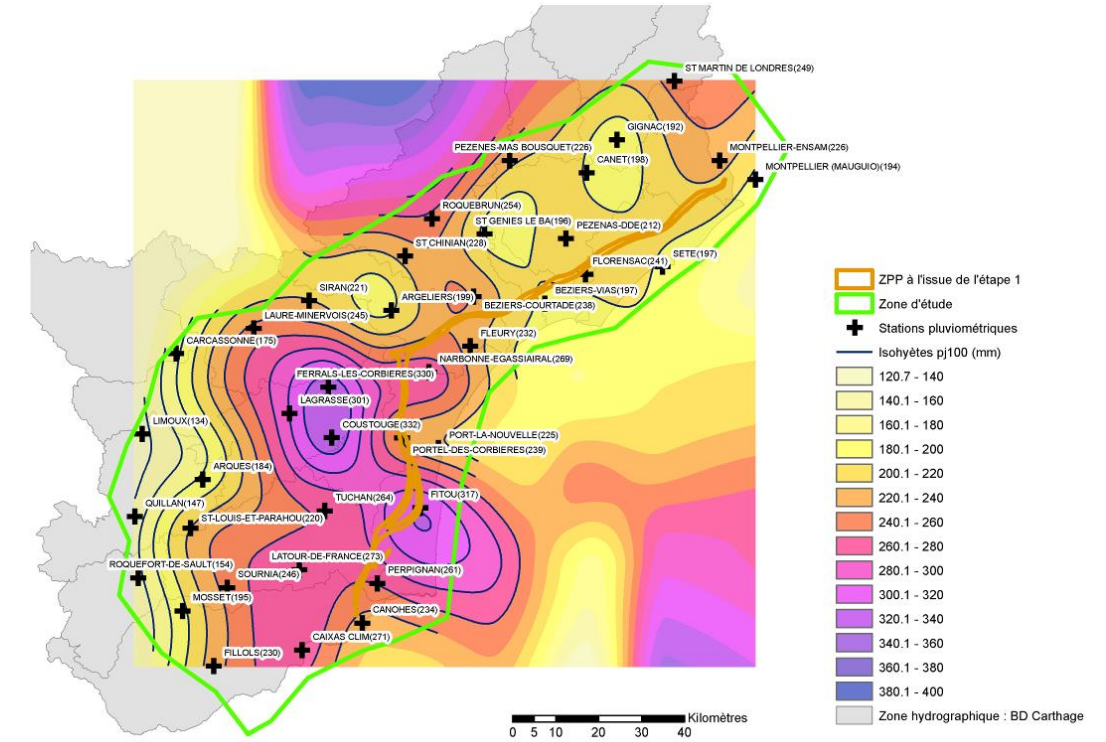 ST MARTIN DE LONDRES(249)
GIGNAC(192)
PEZENES-MAS BOUSQUET(226)
MONTPELLIER-ENSAM(226)
CANET(198)
MONTPELLIER (MAUGUIO)(194)
ROQUEBRUN(254)
ST GENIES LE BA(196)
PEZENAS-DDE(212)
ST CHINIAN(228)
SETE(197)
FLORENSAC(241)
SIRAN(221)
BEZIERS-VIAS(197)
ARGELIERS(199)
BEZIERS-COURTADE(238)
LAURE-MINERVOIS(245)
FLEURY(232)
CARCASSONNE(175)
NARBONNE-EGASSIAIRAL(269)
FERRALS-LES-CORBIERES(330)
LAGRASSE(301)
LIMOUX(134)
COUSTOUGE(332)
PORT-LA-NOUVELLE(225)
PORTEL-DES-CORBIERES(239)
ARQUES(184)
TUCHAN(264)
FITOU(317)
QUILLAN(147)
ST-LOUIS-ET-PARAHOU(220)
LATOUR-DE-FRANCE(273)
ROQUEFORT-DE-SAULT(154)
SOURNIA(246)
PERPIGNAN(261)
MOSSET(195)
CANOHES(234)
CAIXAS CLIM(271)
FILLOLS(230)
ZPP à l'issue de l'étape 1
Zone d'étude
Stations pluviométriques
Isohyètes pj100 (mm)
120.7 - 140
140.1 - 160
160.1 - 180
180.1 - 200
200.1 - 220
220.1 - 240
240.1 - 260
260.1 - 280
280.1 - 300
300.1 - 320
320.1 - 340
340.1 - 360
360.1 - 380
380.1 - 400
Zone hydrographique : BD Carthage
Kilomètres
0 5 10 20 30 40